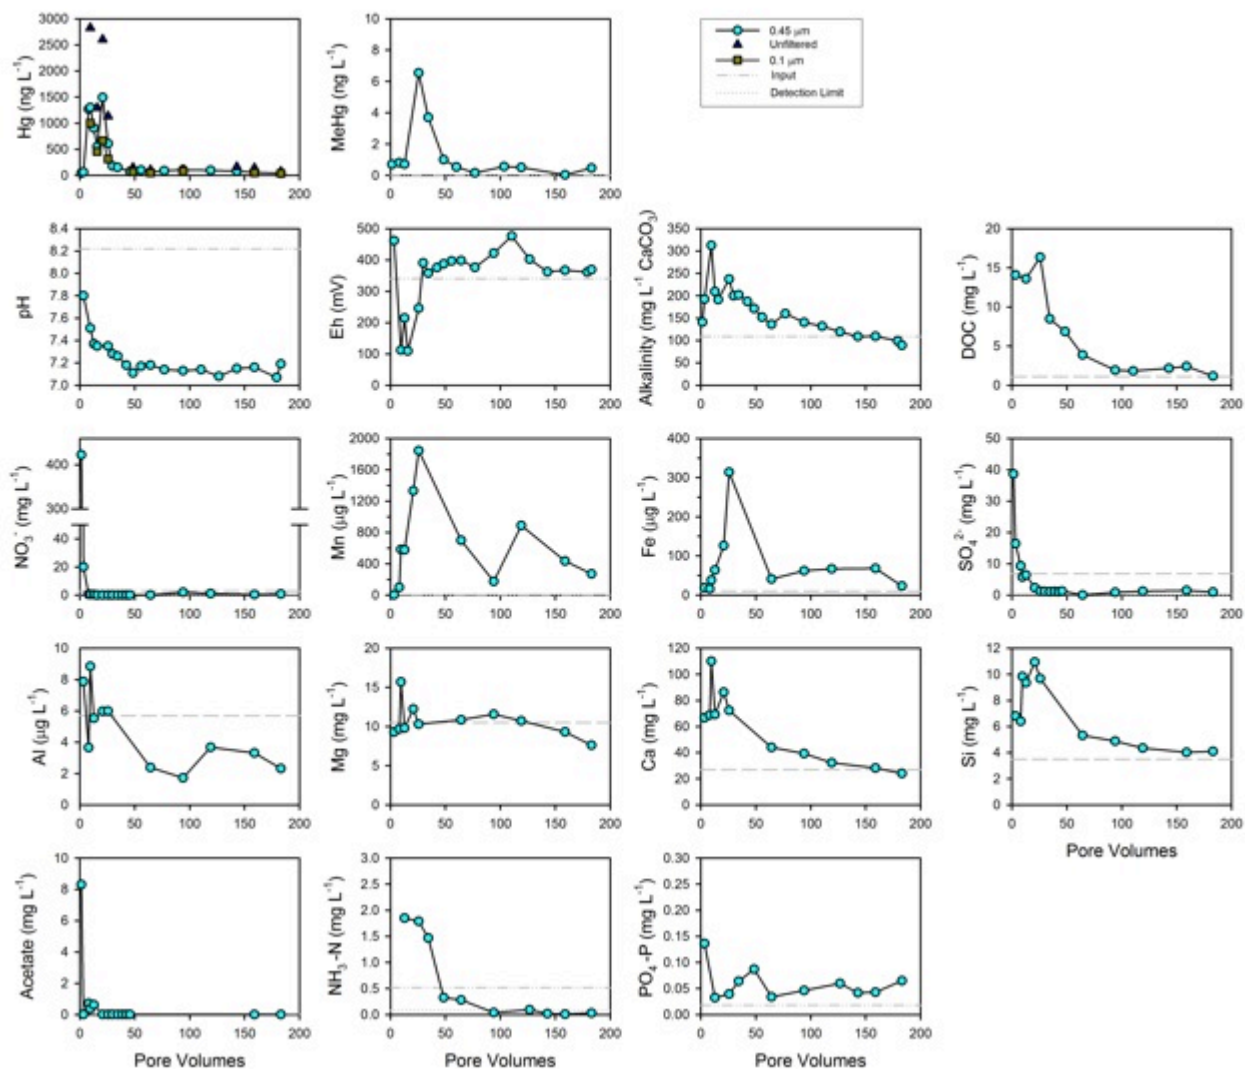 Hg (ng L⁻¹)
3000
2500
2000
1500
1000
500
0
0 50 100 150 200
MeHg (ng L⁻¹)
10
8
6
4
2
0
0 50 100 150 200
0.45 μm
Unfiltered
0.1 μm
Input
Detection Limit
pH
8.4
8.2
8.0
7.8
7.6
7.4
7.2
7.0
0 50 100 150 200
Eh (mV)
500
400
300
200
100
0
0 50 100 150 200
Alkalinity (mg L⁻¹ CaCO₃)
350
300
250
200
150
100
50
0
0 50 100 150 200
DOC (mg L⁻¹)
20
15
10
5
0
0 50 100 150 200
NO₃⁻ (mg L⁻¹)
400
300
40
20
0
0 50 100 150 200
Mn (μg L⁻¹)
2000
1600
1200
800
400
0
0 50 100 150 200
Fe (μg L⁻¹)
400
300
200
100
0
0 50 100 150 200
SO₄²⁻ (mg L⁻¹)
50
40
30
20
10
0
0 50 100 150 200
Al (μg L⁻¹)
10
8
6
4
2
0
0 50 100 150 200
Mg (mg L⁻¹)
20
15
10
5
0
0 50 100 150 200
Ca (mg L⁻¹)
120
100
80
60
40
20
0
0 50 100 150 200
Si (mg L⁻¹)
15
10
5
0
0 50 100 150 200
Pore Volumes
Acetate (mg L⁻¹)
10
8
6
4
2
0
0 50 100 150 200
Pore Volumes
NH₃-N (mg L⁻¹)
3.0
2.5
2.0
1.5
1.0
0.5
0.0
0 50 100 150 200
Pore Volumes
PO₄-P (mg L⁻¹)
0.30
0.25
0.20
0.15
0.10
0.05
0.00
0 50 100 150 200
Pore Volumes